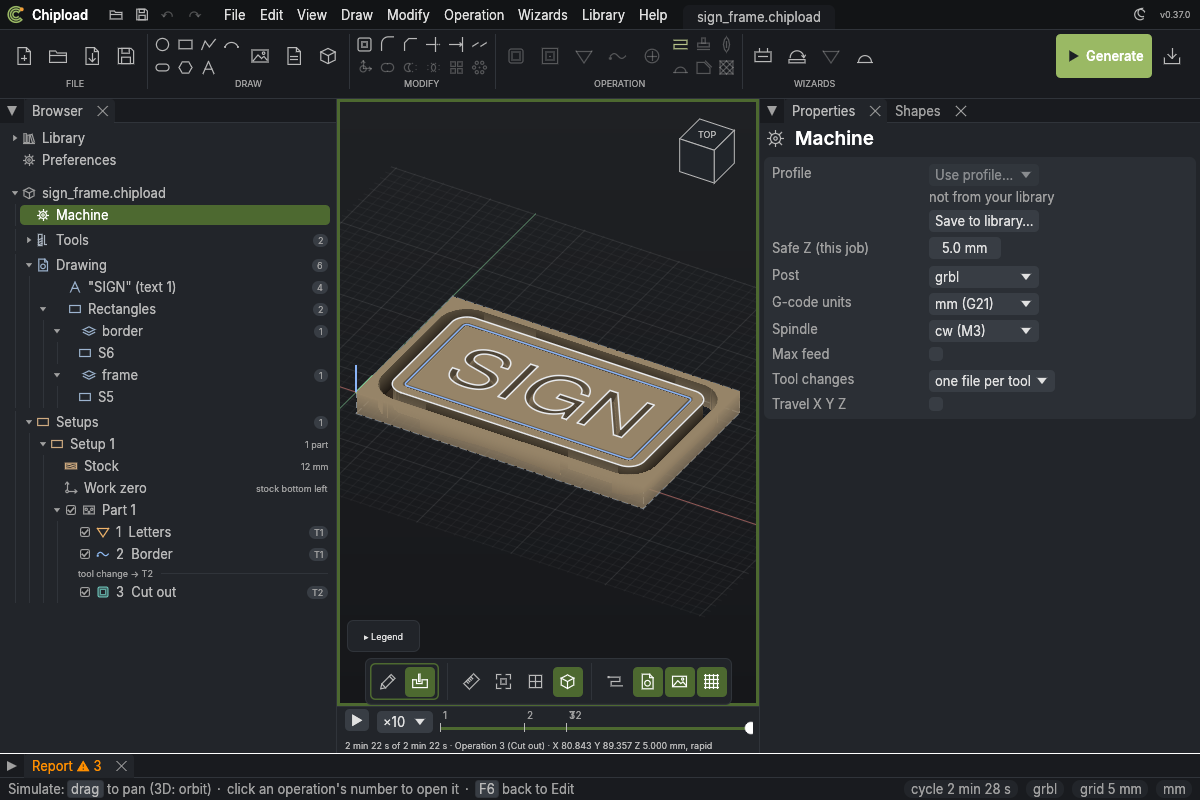 Chipload
File Edit View Draw Modify Operation Wizards Library Help
sign_frame.chipload
v0.37.0
FILE
DRAW
MODIFY
OPERATION
WIZARDS
Generate
Browser
Library
Preferences
sign_frame.chipload
Machine
Tools 2
Drawing 6
"SIGN" (text 1) 4
Rectangles 2
border 1
S6
frame 1
S5
Setups 1
Setup 1 1 part
Stock 12 mm
Work zero stock bottom left
Part 1
1 Letters T1
2 Border T1
tool change → T2
3 Cut out T2
TOP
SIGN
Legend
×10
1 2
2 min 22 s of 2 min 22 s · Operation 3 (Cut out) · X 80.843 Y 89.357 Z 5.000 mm, rapid
Properties
Shapes
Machine
Profile Use profile...
not from your library
Save to library...
Safe Z (this job) 5.0 mm
Post grbl
G-code units mm (G21)
Spindle cw (M3)
Max feed
Tool changes one file per tool
Travel X Y Z
Report 3
Simulate: drag to pan (3D: orbit) · click an operation's number to open it · F6 back to Edit
cycle 2 min 28 s grbl grid 5 mm mm